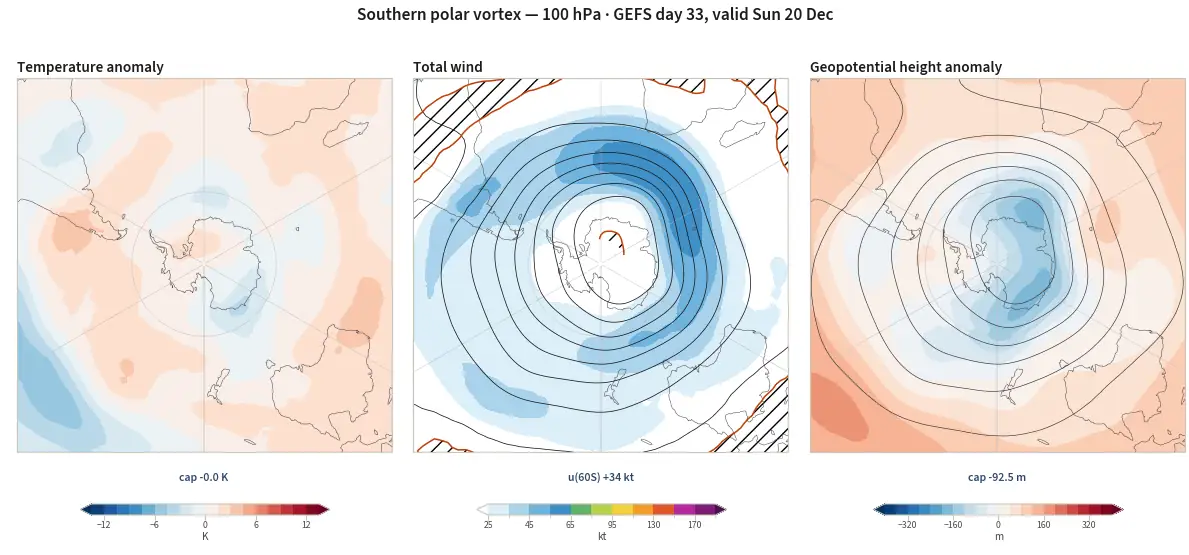 Southern polar vortex — 100 hPa · GEFS day 33, valid Sun 20 Dec
Temperature anomaly
Total wind
Geopotential height anomaly
cap -0.0 K
u(60S) +34 kt
cap -92.5 m
−12 −6 0 6 12
K
25 45 65 95 130 170
kt
−320 −160 0 160 320
m